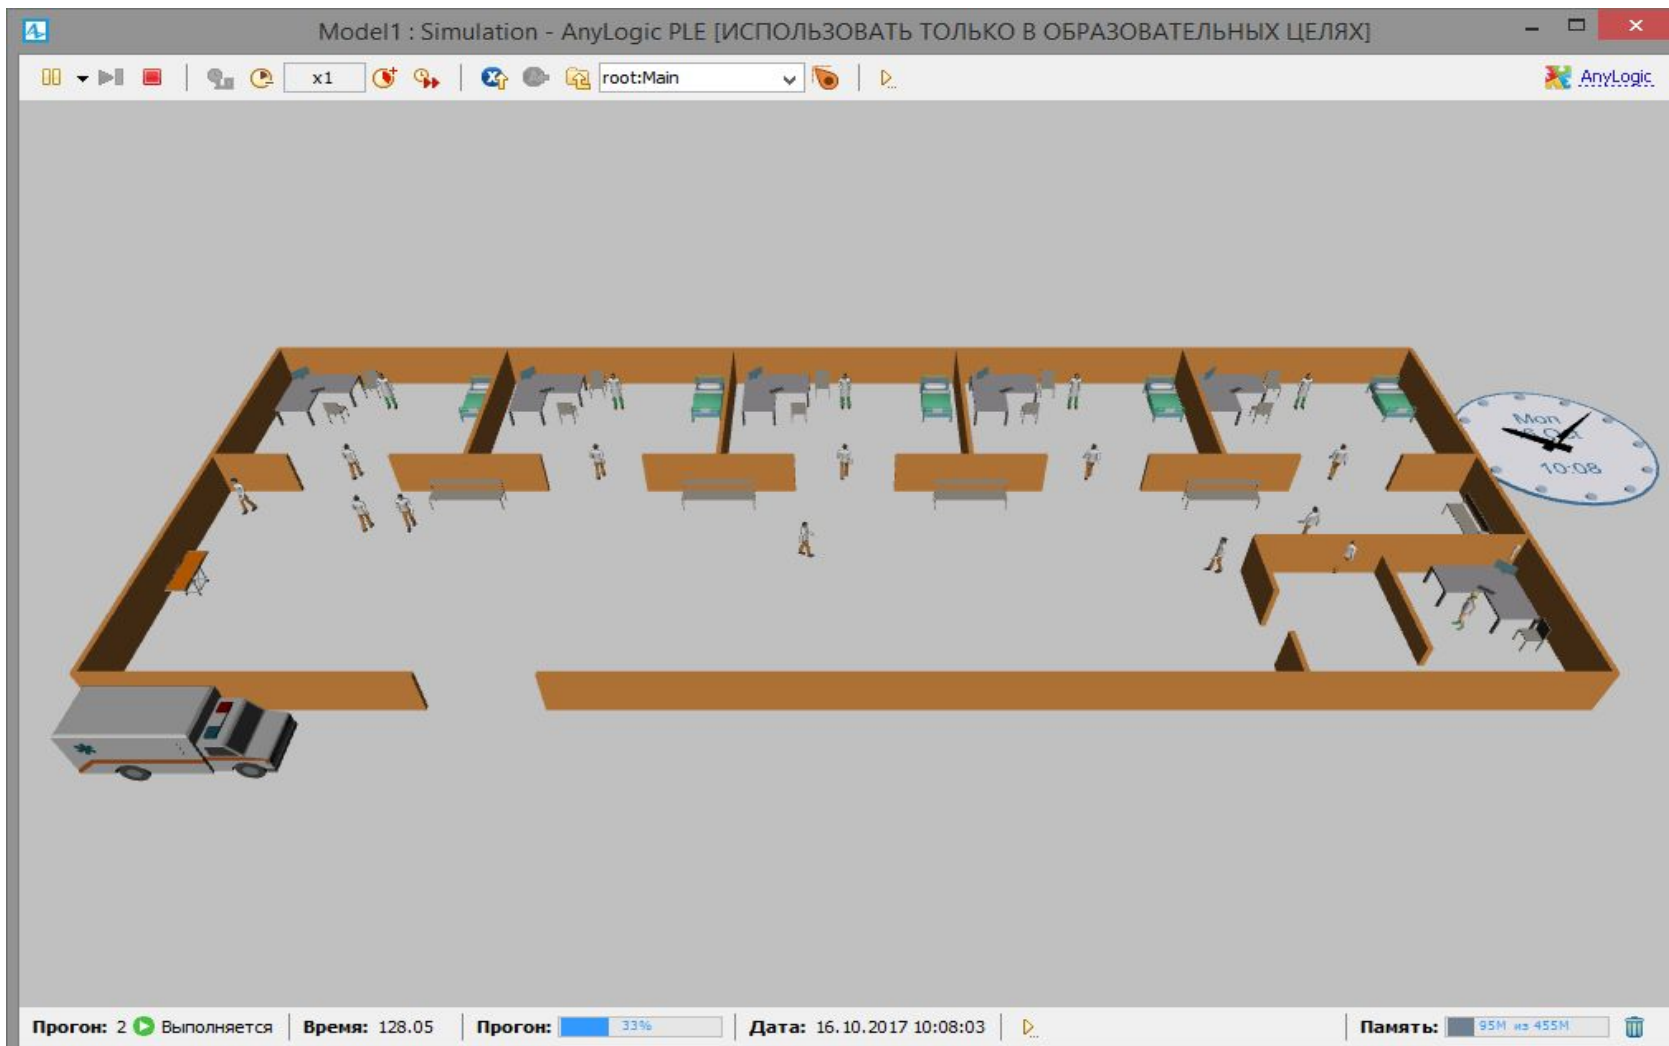 Model1 : Simulation - AnyLogic PLE [ИСПОЛЬЗОВАТЬ ТОЛЬКО В ОБРАЗОВАТЕЛЬНЫХ ЦЕЛЯХ]
x1 root:Main AnyLogic
Mon
Oct
10:08
Прогон: 2 Выполняется Время: 128.05 Прогон: 33% Дата: 16.10.2017 10:08:03 Память: 95M из 455M